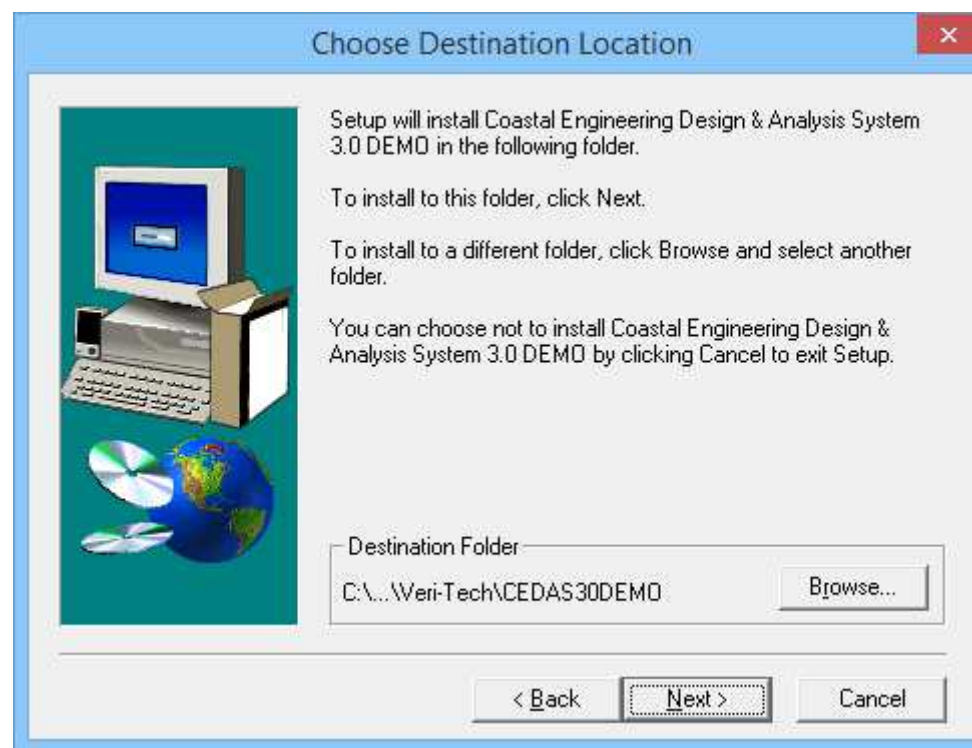 Choose Destination Location
Setup will install Coastal Engineering Design & Analysis System
3.0 DEMO in the following folder.
To install to this folder, click Next.
To install to a different folder, click Browse and select another
folder.
You can choose not to install Coastal Engineering Design &
Analysis System 3.0 DEMO by clicking Cancel to exit Setup.
Destination Folder
C:\...\Veri-Tech\CEDAS30DEMO
Browse...
< Back
Next >
Cancel